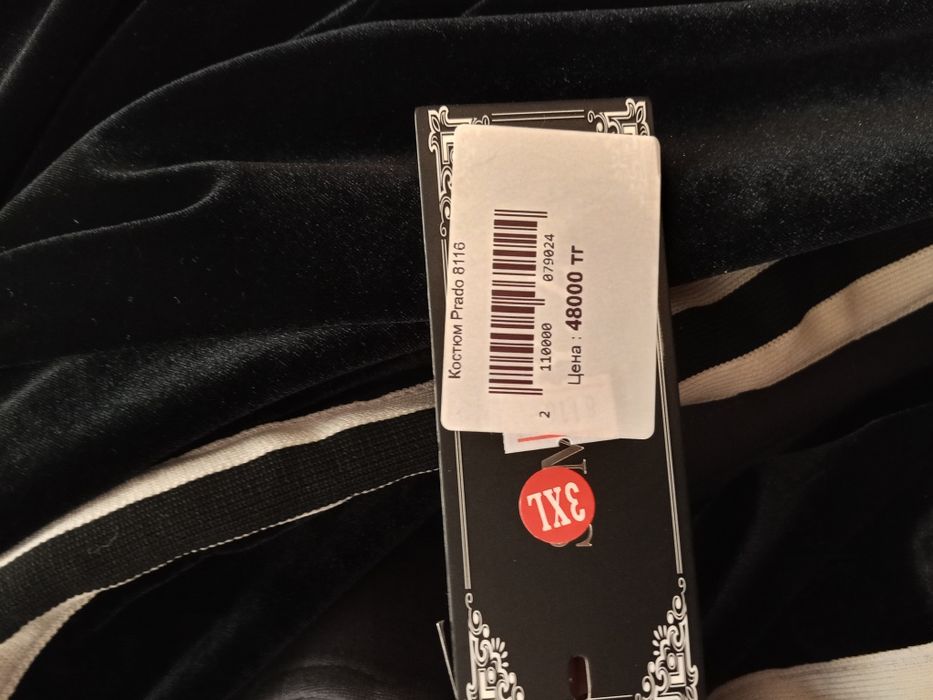 Костюм Prado 8116
2 110000 079024
Цена : 48000 тг
3XL